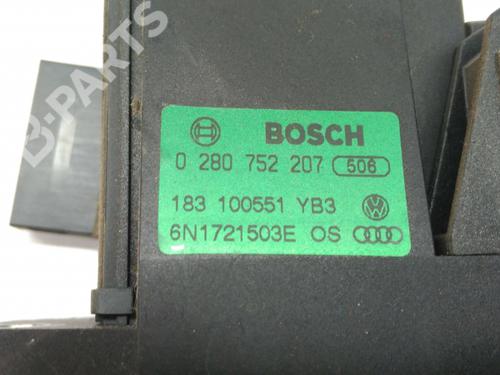 B-PARTS
BOSCH
0 280 752 207 506
183 100551 YB3
6N1721503E OS